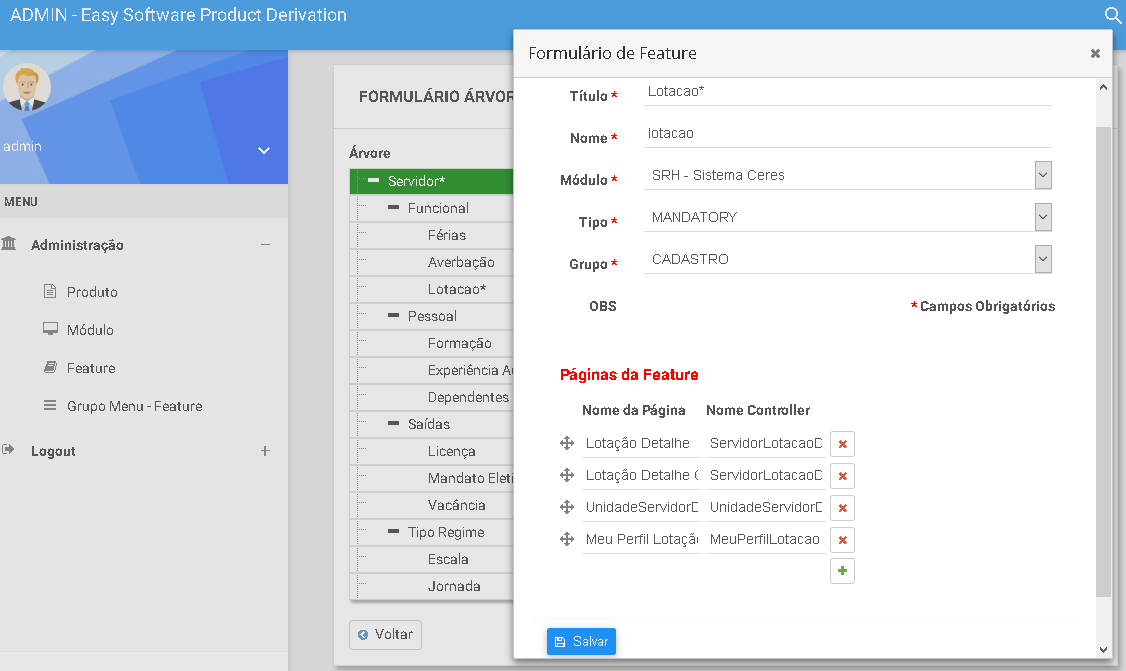 ADMIN - Easy Software Product Derivation
admin
MENU
Administração
Produto
Módulo
Feature
Grupo Menu - Feature
Logout
FORMULÁRIO ÁRVOR
Árvore
Servidor*
Funcional
Férias
Averbação
Lotacao*
Pessoal
Formação
Experiência A
Dependentes
Saídas
Licença
Mandato Eleti
Vacância
Tipo Regime
Escala
Jornada
Voltar
Formulário de Feature
Título * Lotacao*
Nome * lotacao
Módulo * SRH - Sistema Ceres
Tipo * MANDATORY
Grupo * CADASTRO
OBS * Campos Obrigatórios
Páginas da Feature
Nome da Página Nome Controller
Lotação Detalhe ServidorLotacaoD
Lotação Detalhe ServidorLotacaoD
UnidadeServidorD UnidadeServidorD
Meu Perfil Lotaçã MeuPerfilLotacao
Salvar